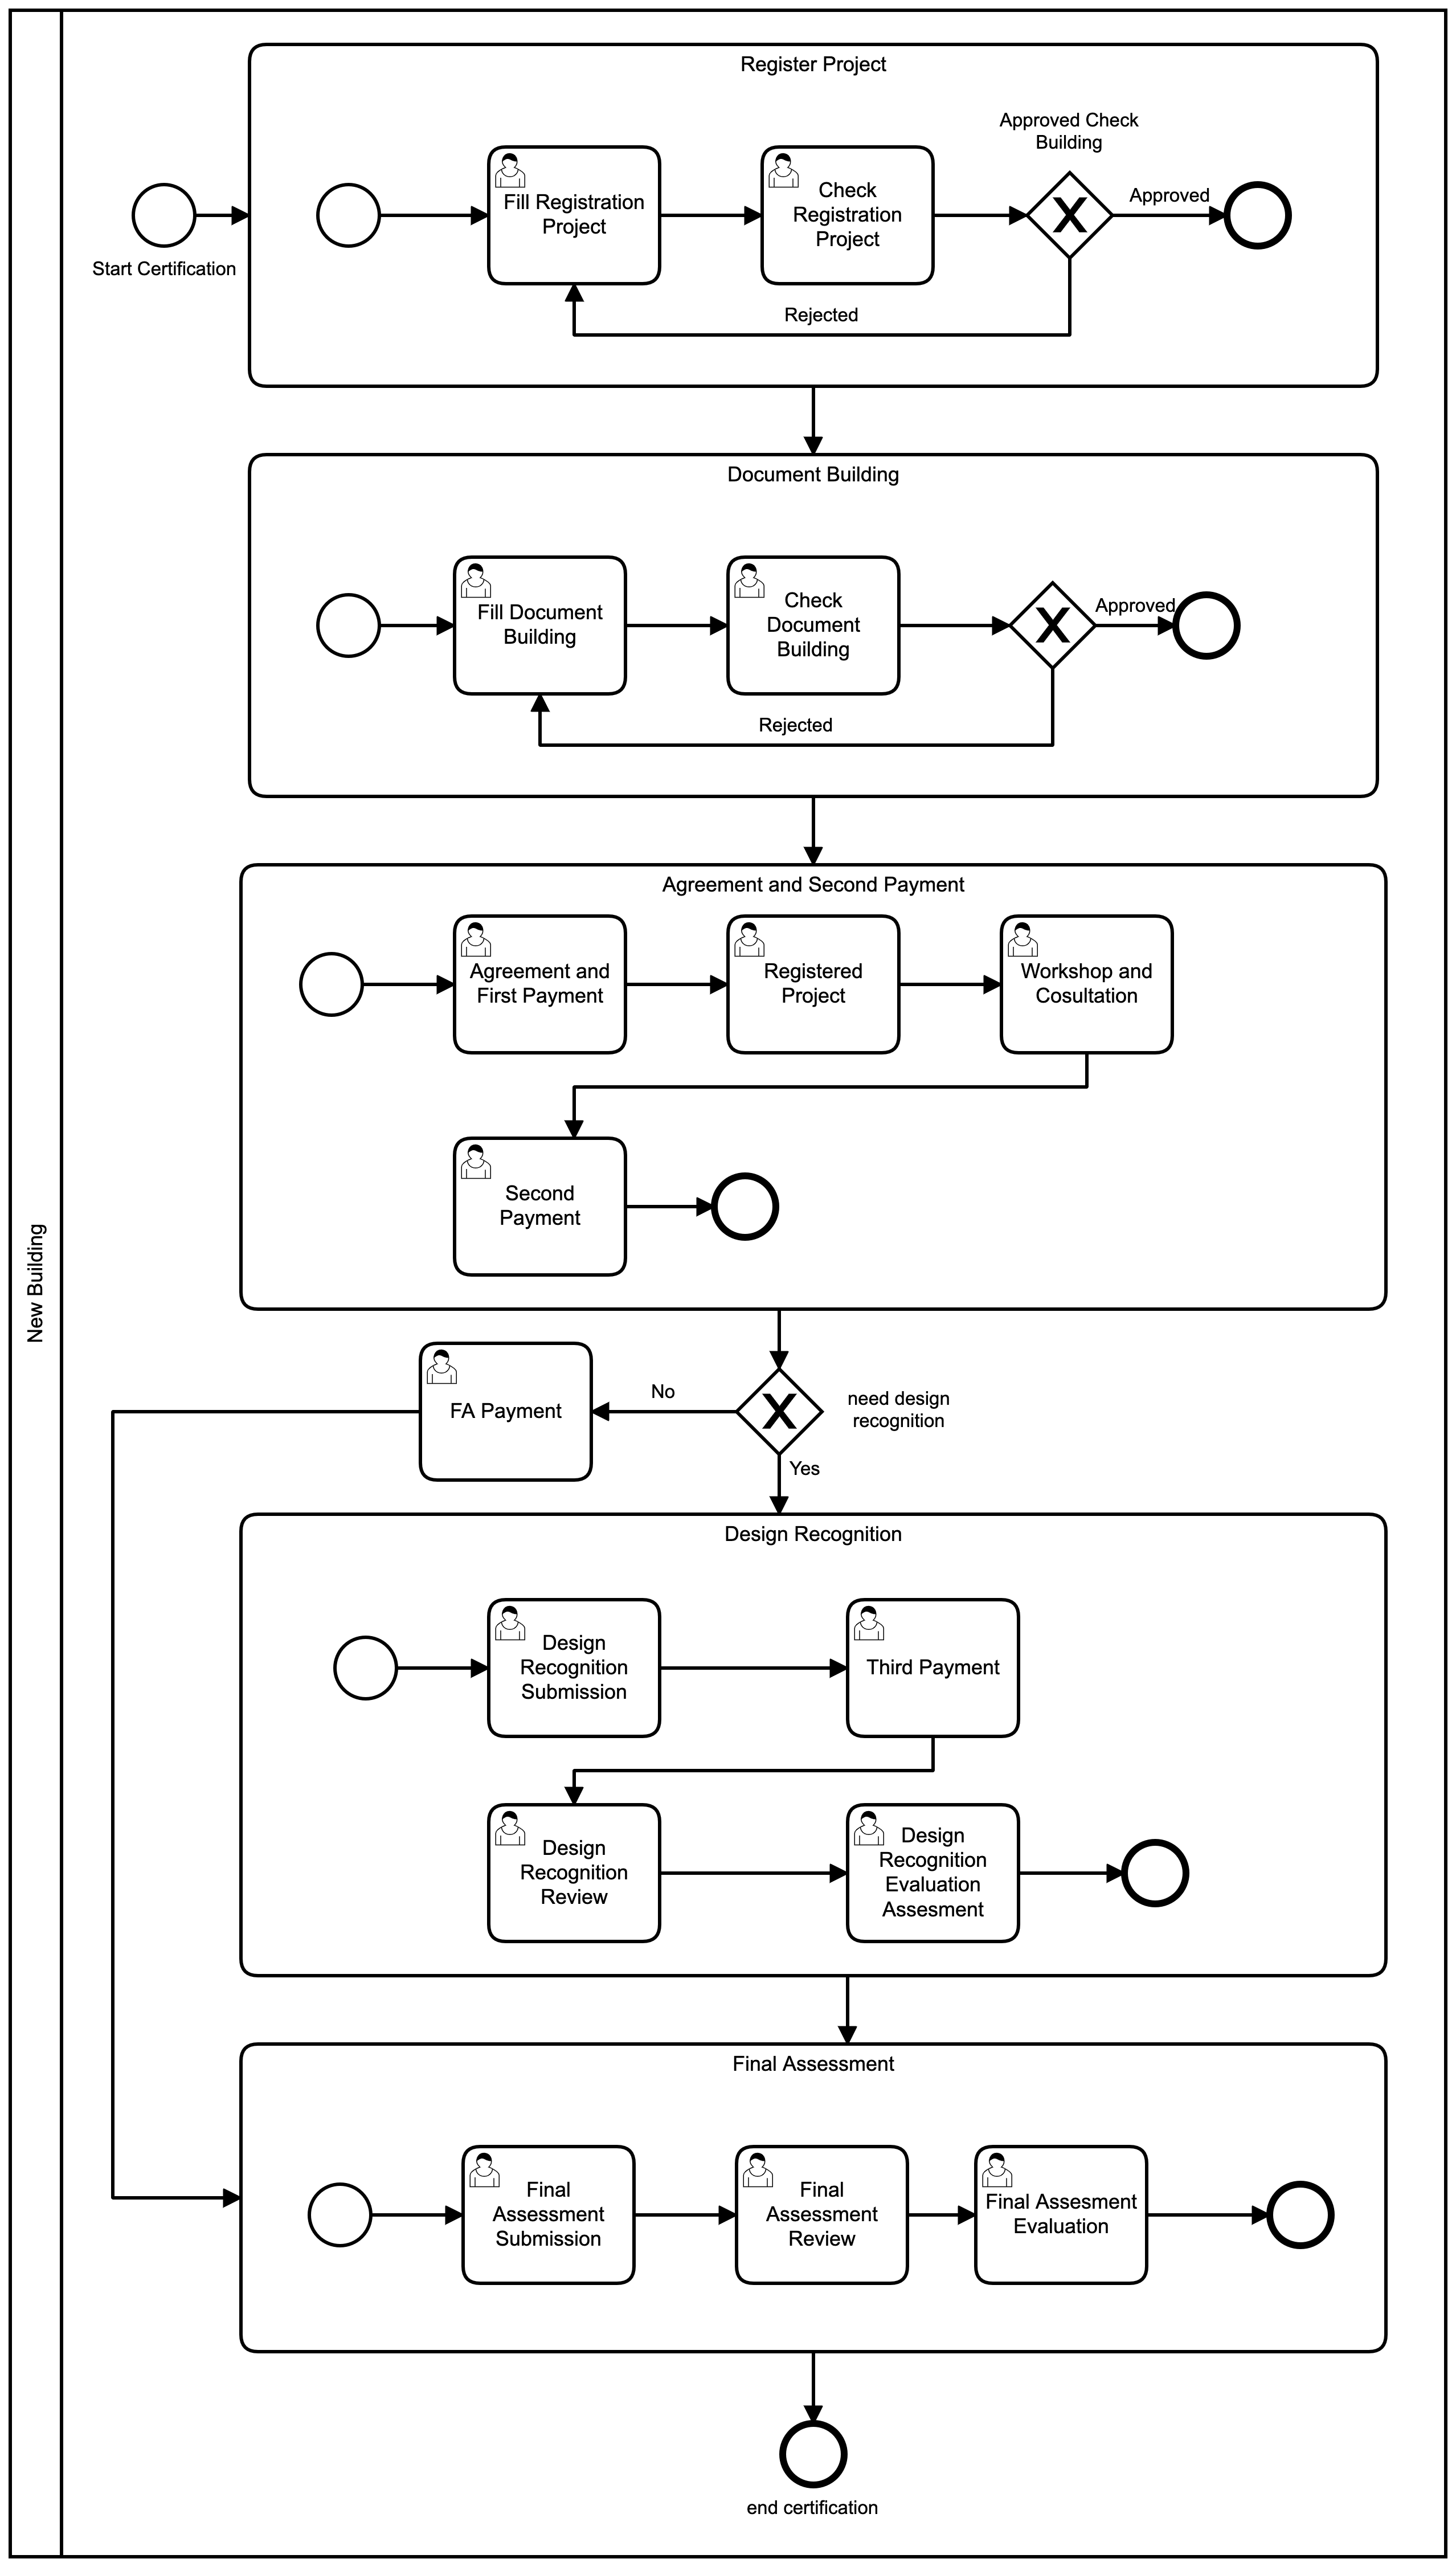 New Building
Register Project
Approved Check
Building
Start Certification
Fill Registration
Project
Check
Registration
Project
X
Approved
Rejected
Document Building
Fill Document
Building
Check
Document
Building
X
Approved
Rejected
Agreement and Second Payment
Agreement and
First Payment
Registered
Project
Workshop and
Cosultation
Second
Payment
FA Payment
No
X
need design
recognition
Yes
Design Recognition
Design
Recognition
Submission
Third Payment
Design
Recognition
Review
Design
Recognition
Evaluation
Assesment
Final Assessment
Final
Assessment
Submission
Final
Assessment
Review
Final Assesment
Evaluation
end certification